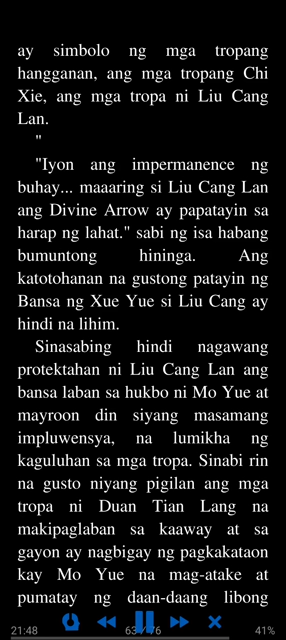 ay simbolo ng mga tropang
hangganan, ang mga tropang Chi
Xie, ang mga tropa ni Liu Cang
Lan.
"
"Iyon ang impermanence ng
buhay... maaaring si Liu Cang Lan
ang Divine Arrow ay papatayin sa
harap ng lahat." sabi ng isa habang
bumuntong hininga. Ang
katotohanan na gustong patayin ng
Bansa ng Xue Yue si Liu Cang ay
hindi na lihim.
Sinasabing hindi nagawang
protektahan ni Liu Cang Lan ang
bansa laban sa hukbo ni Mo Yue at
mayroon din siyang masamang
impluwensya, na lumikha ng
kaguluhan sa mga tropa. Sinabi rin
na gusto niyang pigilan ang mga
tropa ni Duan Tian Lang na
makipaglaban sa kaaway at sa
gayon ay nagbigay ng pagkakataon
kay Mo Yue na mag-atake at
pumatay ng daan-daang libong
21:48 63 / 76 41%